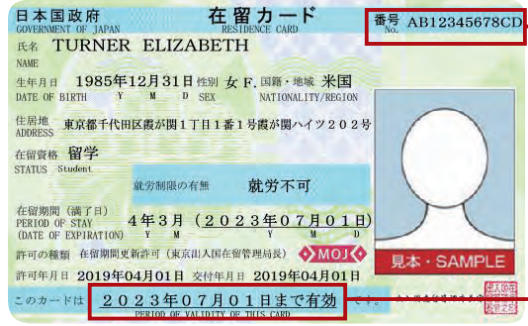 日本国政府 在留カード 番号 AB12345678CD
GOVERNMENT OF JAPAN RESIDENCE CARD No.
氏名 TURNER ELIZABETH
NAME
生年月日 1985年12月31日 性別 女 F. 国籍・地域 米国
DATE OF BIRTH Y M D SEX NATIONALITY/REGION
住居地 東京都千代田区霞が関1丁目1番1号霞が関ハイツ202号
ADDRESS
在留資格 留学
STATUS Student
就労制限の有無 就労不可
在留期間(満了日) 4年3月(2023年07月01日)
PERIOD OF STAY
(DATE OF EXPIRATION) Y M Y M D
許可の種類 在留期間更新許可(東京出入国在留管理局長) MOJ
見本・SAMPLE
許可年月日 2019年04月01日 交付年月日 2019年04月01日
このカードは 2023年07月01日まで有効 です。
PERIOD OF VALIDITY OF THIS CARD